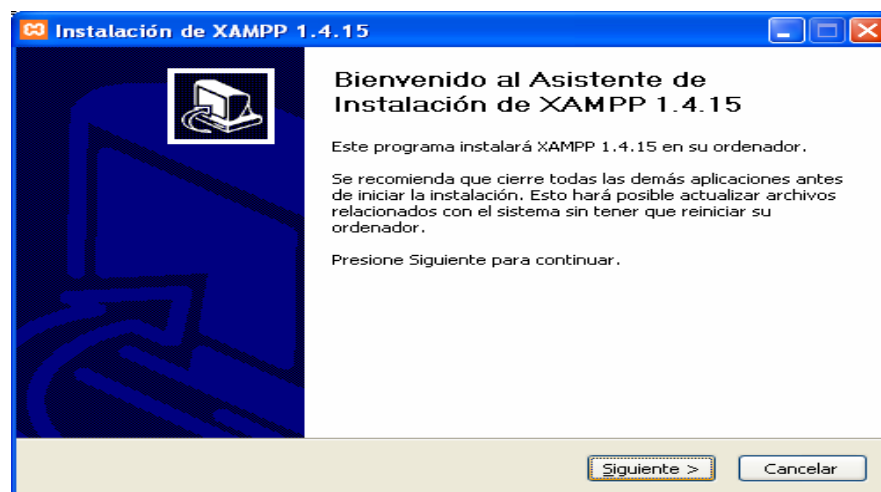 Instalación de XAMPP 1.4.15
Bienvenido al Asistente de
Instalación de XAMPP 1.4.15
Este programa instalará XAMPP 1.4.15 en su ordenador.
Se recomienda que cierre todas las demás aplicaciones antes
de iniciar la instalación. Esto hará posible actualizar archivos
relacionados con el sistema sin tener que reiniciar su
ordenador.
Presione Siguiente para continuar.
Siguiente >
Cancelar